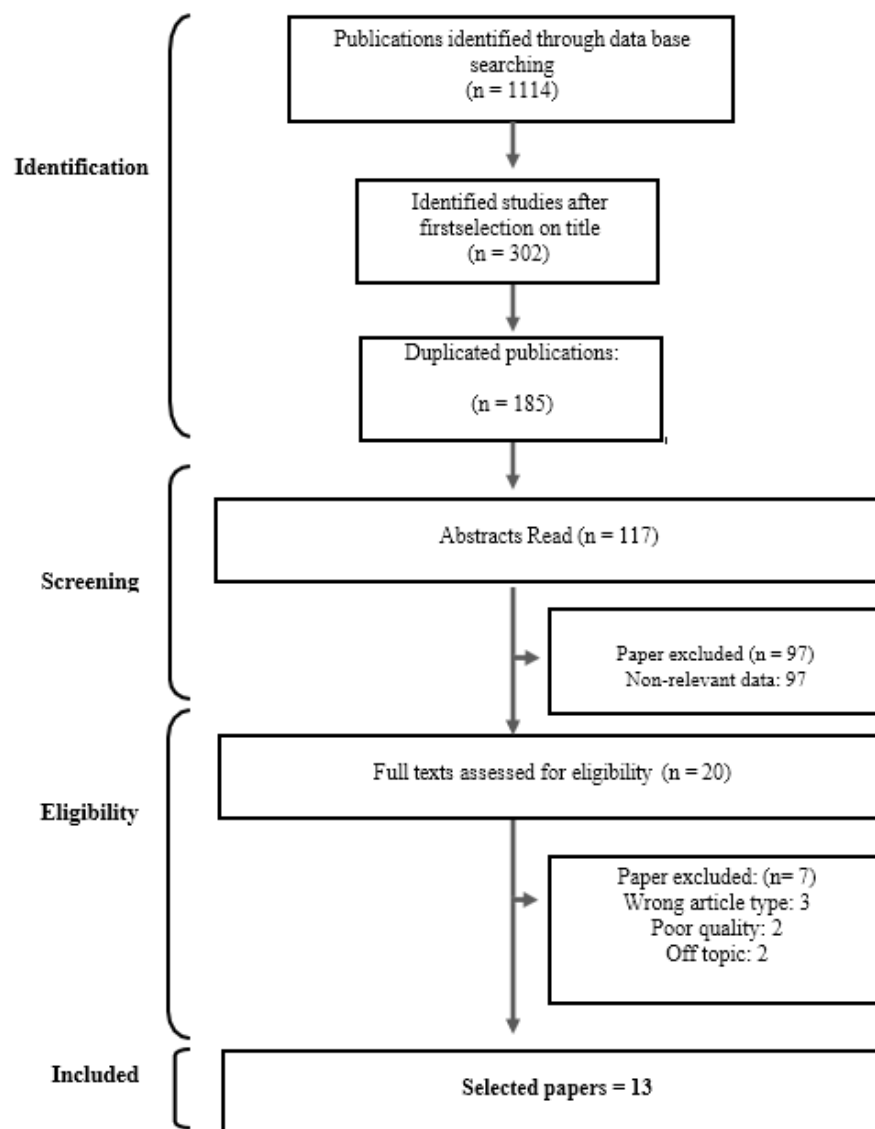 Publications identified through data base
searching
(n = 1114)
Identification
Identified studies after
firstselection on title
(n = 302)
Duplicated publications:
(n = 185)
Abstracts Read (n = 117)
Screening
Paper excluded (n = 97)
Non-relevant data: 97
Full texts assessed for eligibility (n = 20)
Eligibility
Paper excluded: (n= 7)
Wrong article type: 3
Poor quality: 2
Off topic: 2
Included
Selected papers = 13